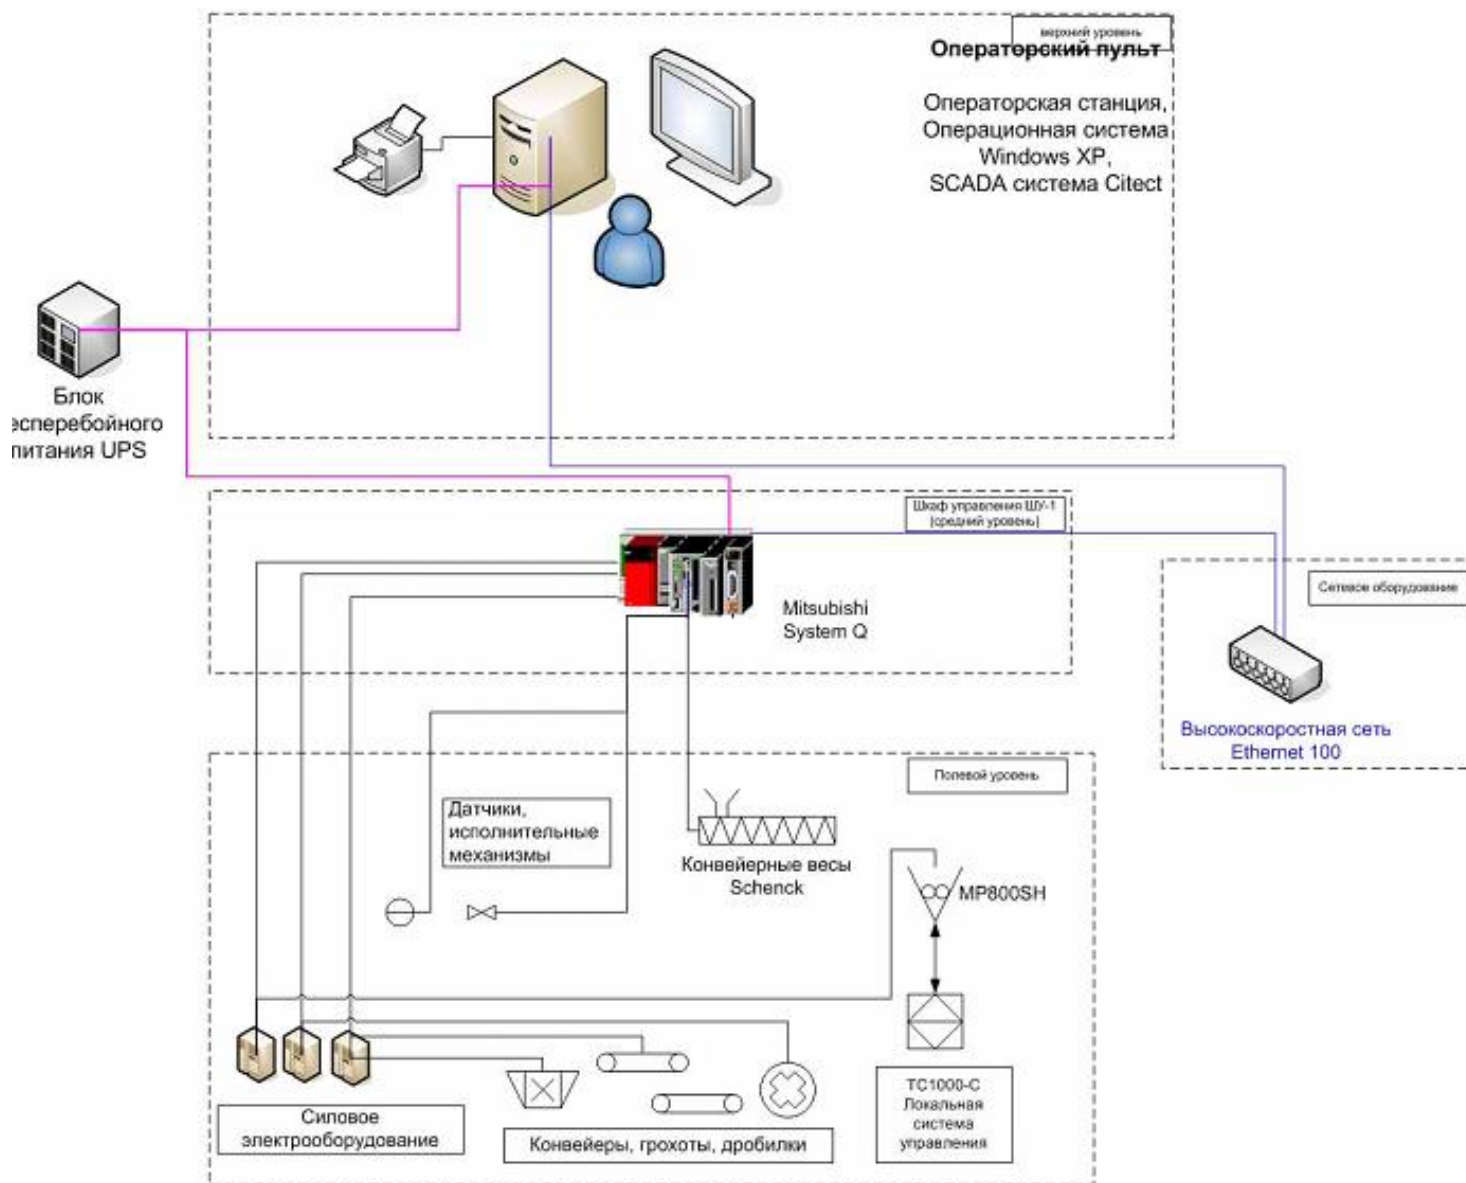 верхний уровень
Операторский пульт
Операторская станция,
Операционная система
Windows XP,
SCADA система Citect
Блок
есперебойного
питания UPS
Шкаф управления ШУ-1
(средний уровень)
Mitsubishi
System Q
Сетевое оборудование
Высокоскоростная сеть
Ethernet 100
Полевой уровень
Датчики,
исполнительные
механизмы
Конвейерные весы
Schenck
MP800SH
TC1000-C
Локальная
система
управления
Силовое
электрооборудование
Конвейеры, грохоты, дробилки